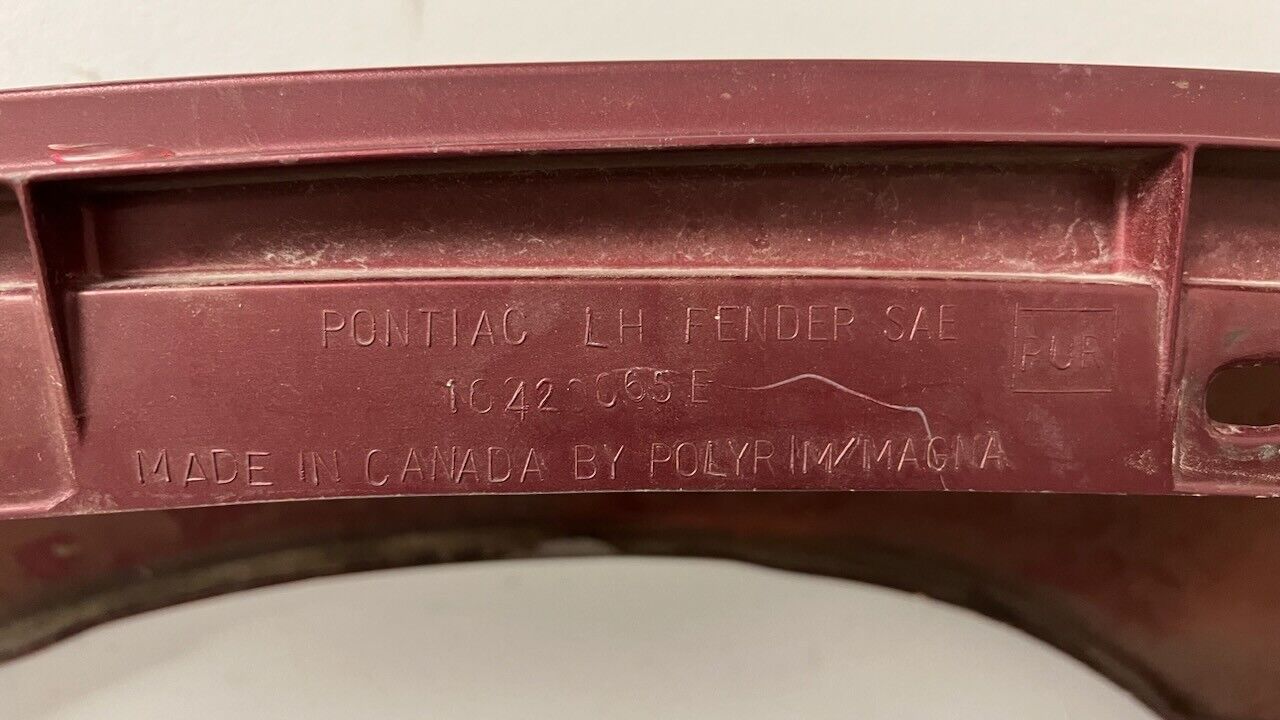 PONTIAC LH FENDER SAE PUR
MADE IN CANADA BY POLYRIM/MAGNA